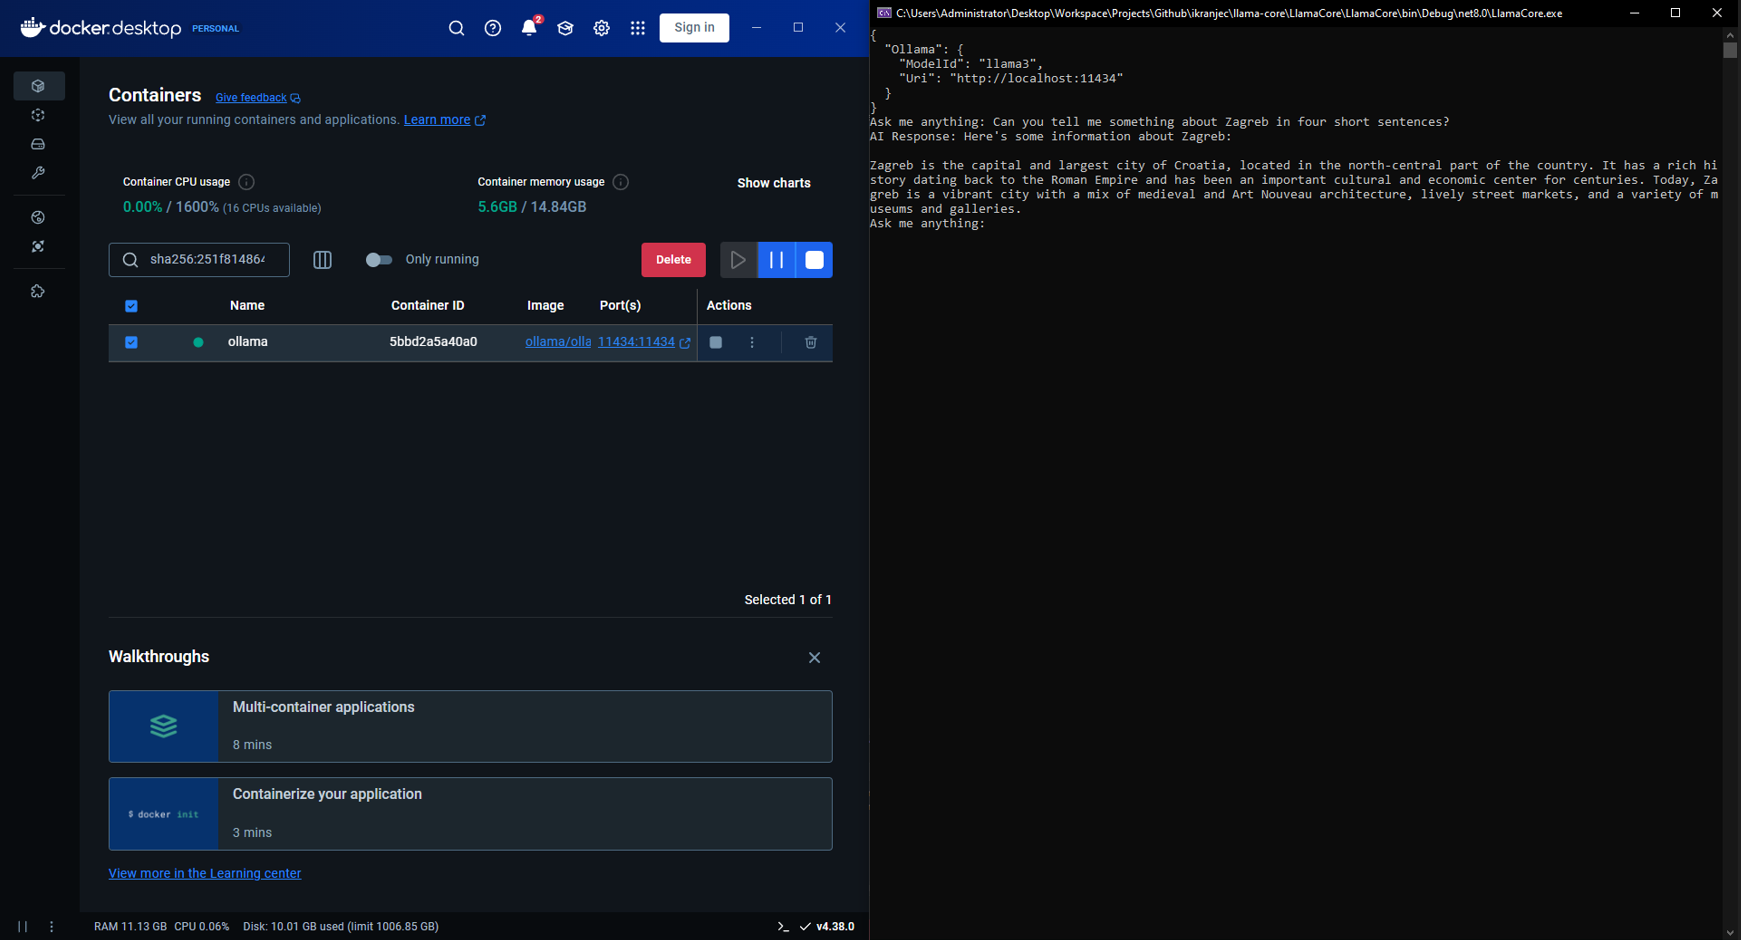 docker desktop PERSONAL
2
Sign in
Containers Give feedback
View all your running containers and applications. Learn more
Container CPU usage
0.00% / 1600% (16 CPUs available)
Container memory usage
5.6GB / 14.84GB
Show charts
sha256:251f81486
Only running
Delete
Name Container ID Image Port(s) Actions
ollama 5bbd2a5a40a0 ollama/olla 11434:11434
Selected 1 of 1
Walkthroughs
Multi-container applications
8 mins
$ docker init
Containerize your application
3 mins
View more in the Learning center
RAM 11.13 GB CPU 0.06% Disk: 10.01 GB used (limit 1006.85 GB)
v4.38.0
C:\Users\Administrator\Desktop\Workspace\Projects\Github\ikranjec\llama-core\LlamaCore\LlamaCore\bin\Debug\net8.0\LlamaCore.exe
{
"Ollama": {
"ModelId": "llama3",
"Uri": "http://localhost:11434"
}
}
Ask me anything: Can you tell me something about Zagreb in four short sentences?
AI Response: Here's some information about Zagreb:
Zagreb is the capital and largest city of Croatia, located in the north-central part of the country. It has a rich hi
story dating back to the Roman Empire and has been an important cultural and economic center for centuries. Today, Za
greb is a vibrant city with a mix of medieval and Art Nouveau architecture, lively street markets, and a variety of m
useums and galleries.
Ask me anything: